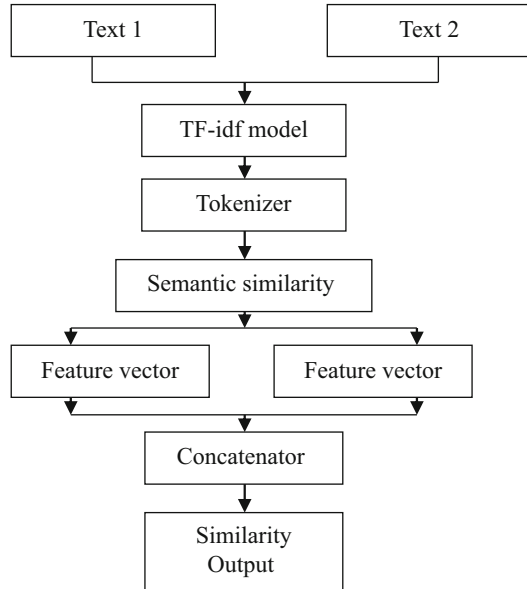 Text 1
Text 2
TF-idf model
Tokenizer
Semantic similarity
Feature vector
Feature vector
Concatenator
Similarity
Output